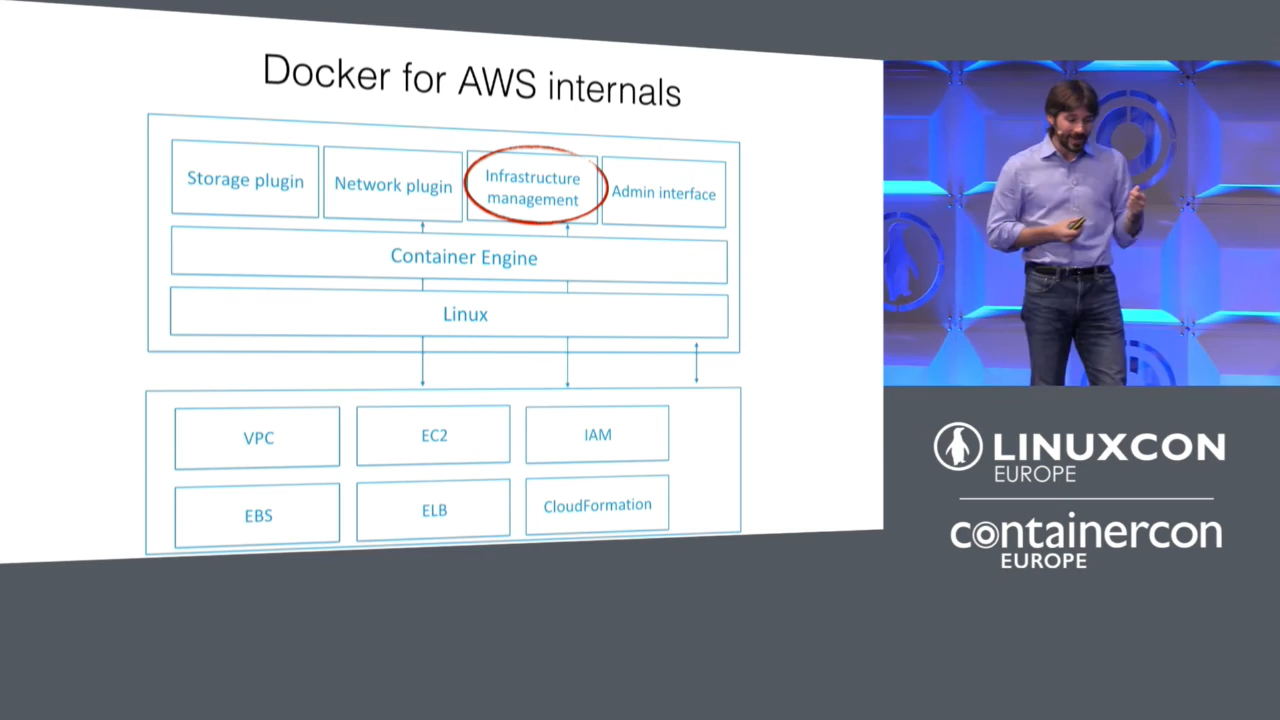 Docker for AWS internals
Storage plugin
Network plugin
Infrastructure
management
Admin interface
Container Engine
Linux
VPC
EC2
IAM
EBS
ELB
CloudFormation
LINUXCON
EUROPE
containercon
EUROPE